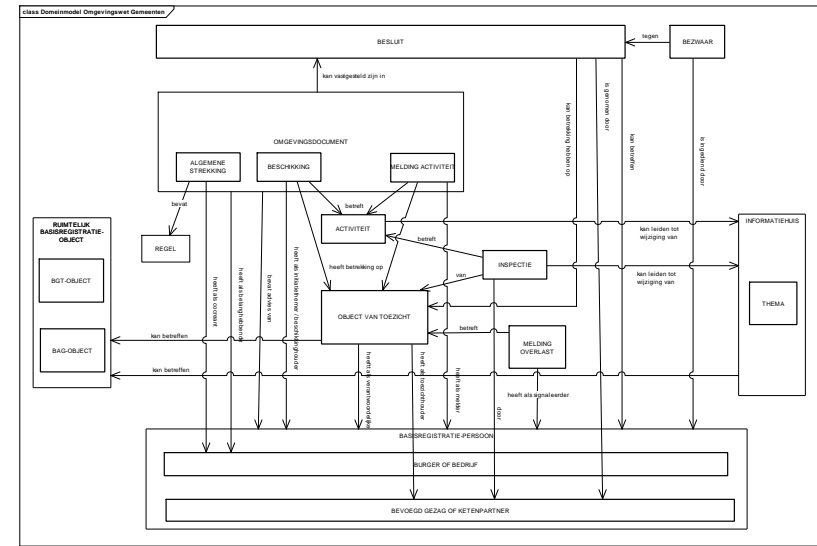 class Domeinmodel Omgevingswet Gemeenten
BESLUIT
tegen
BEZWAAR
kan vastgesteld zijn in
kan betrekking hebben op
is genomen door
kan betreffen
is ingediend door
OMGEVINGSDOCUMENT
ALGEMENE
STREKKING
BESCHIKKING
MELDING ACTIVITEIT
bevat
REGEL
betreft
ACTIVITEIT
betreft
INSPECTIE
van
heeft betrekking op
OBJECT VAN TOEZICHT
betreft
MELDING
OVERLAST
RUIMTELIJK
BASISREGISTRATIE-
OBJECT
BGT-OBJECT
BAG-OBJECT
kan betreffen
kan betreffen
INFORMATIEHUIS
THEMA
kan leiden tot
wijziging van
kan leiden tot
wijziging van
heeft als
heeft als belanghebbende
bevat advies van
heeft als initiatiefnemer / beschikkinghouder
heeft als verantwoordelijke
heeft als toezichthouder
heeft als melder
door
heeft als signaleerder
BASISREGISTRATIE-PERSOON
BURGER OF BEDRIJF
BEVOEGD GEZAG OF KETENPARTNER